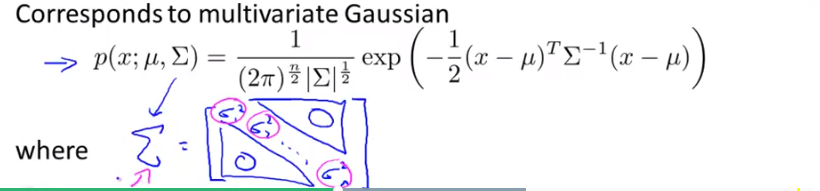 Corresponds to multivariate Gaussian
→ p(x; μ, Σ) = 1 / ((2π)^{n/2} |Σ|^{1/2}) exp(−1/2 (x − μ)^T Σ^{−1} (x − μ))
where Σ = [σ₁² σ₂² ⋱ σₙ² 0 0]